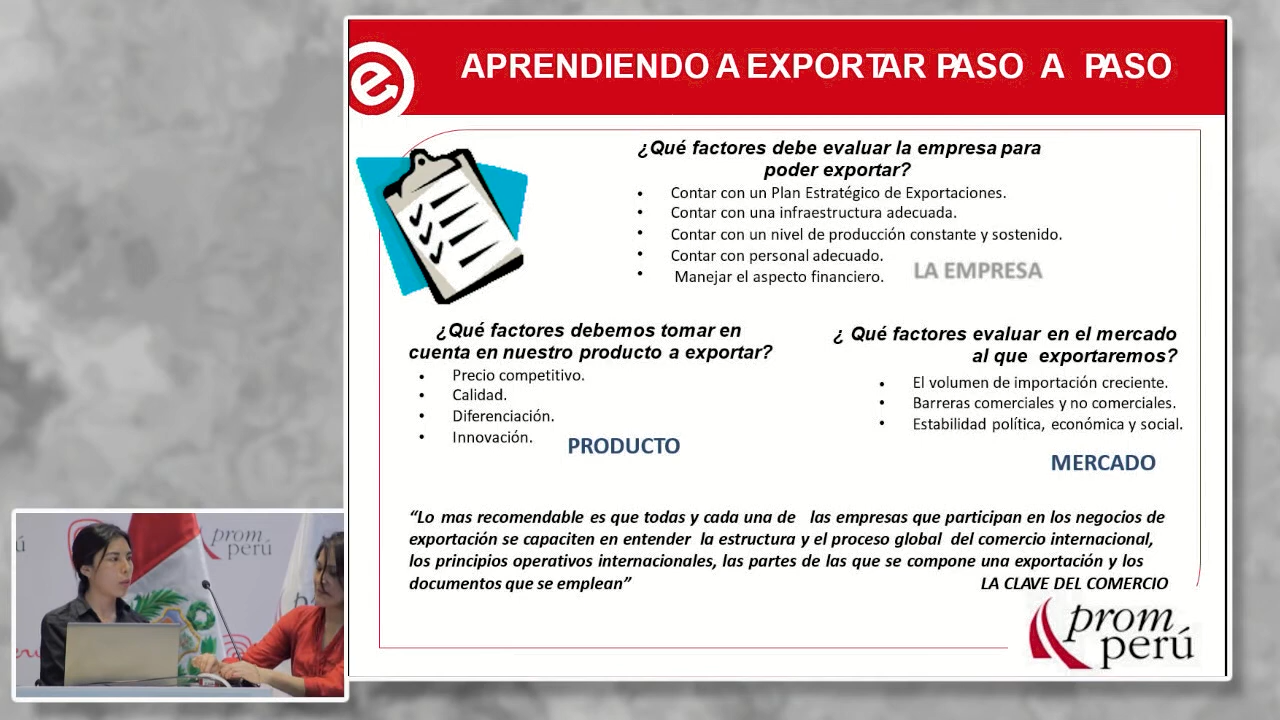 APRENDIENDO A EXPORTAR PASO A PASO
¿Qué factores debe evaluar la empresa para
poder exportar?
• Contar con un Plan Estratégico de Exportaciones.
• Contar con una infraestructura adecuada.
• Contar con un nivel de producción constante y sostenido.
• Contar con personal adecuado.
• Manejar el aspecto financiero.
LA EMPRESA
¿Qué factores debemos tomar en
cuenta en nuestro producto a exportar?
• Precio competitivo.
• Calidad.
• Diferenciación.
• Innovación.
PRODUCTO
¿ Qué factores evaluar en el mercado
al que exportaremos?
• El volumen de importación creciente.
• Barreras comerciales y no comerciales.
• Estabilidad política, económica y social.
MERCADO
“Lo mas recomendable es que todas y cada una de las empresas que participan en los negocios de
exportación se capaciten en entender la estructura y el proceso global del comercio internacional,
los principios operativos internacionales, las partes de las que se compone una exportación y los
documentos que se emplean”
LA CLAVE DEL COMERCIO
prom
perú
prom
perú